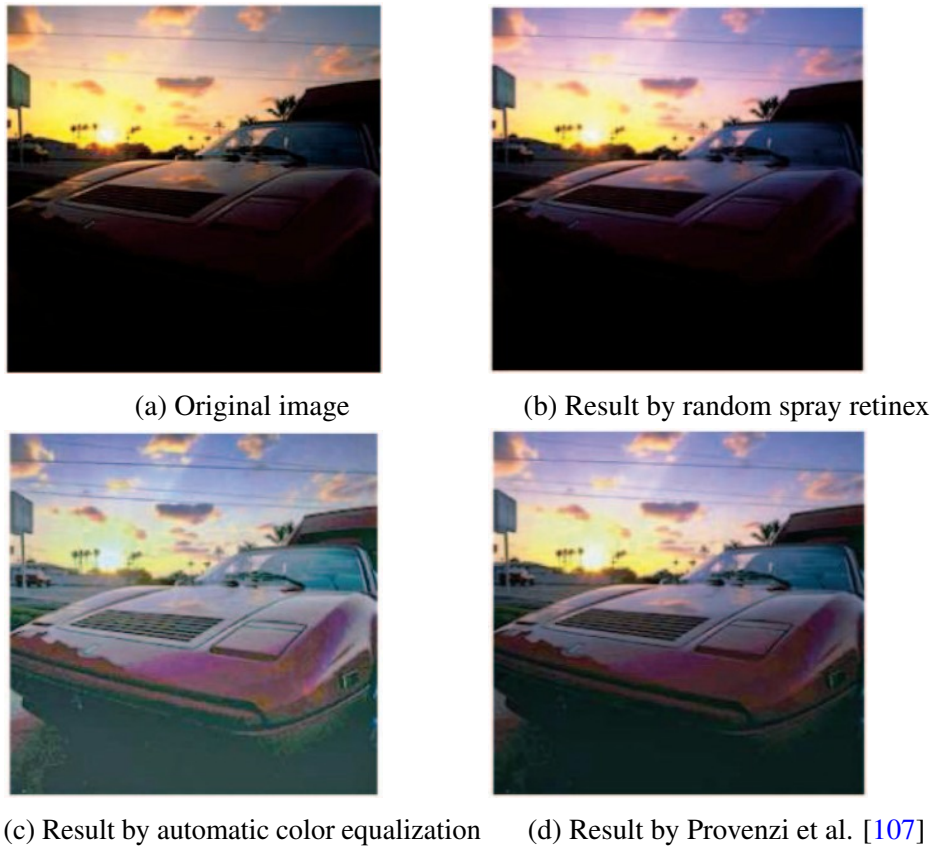 (a) Original image
(b) Result by random spray retinex
(c) Result by automatic color equalization
(d) Result by Provenzi et al. [107]